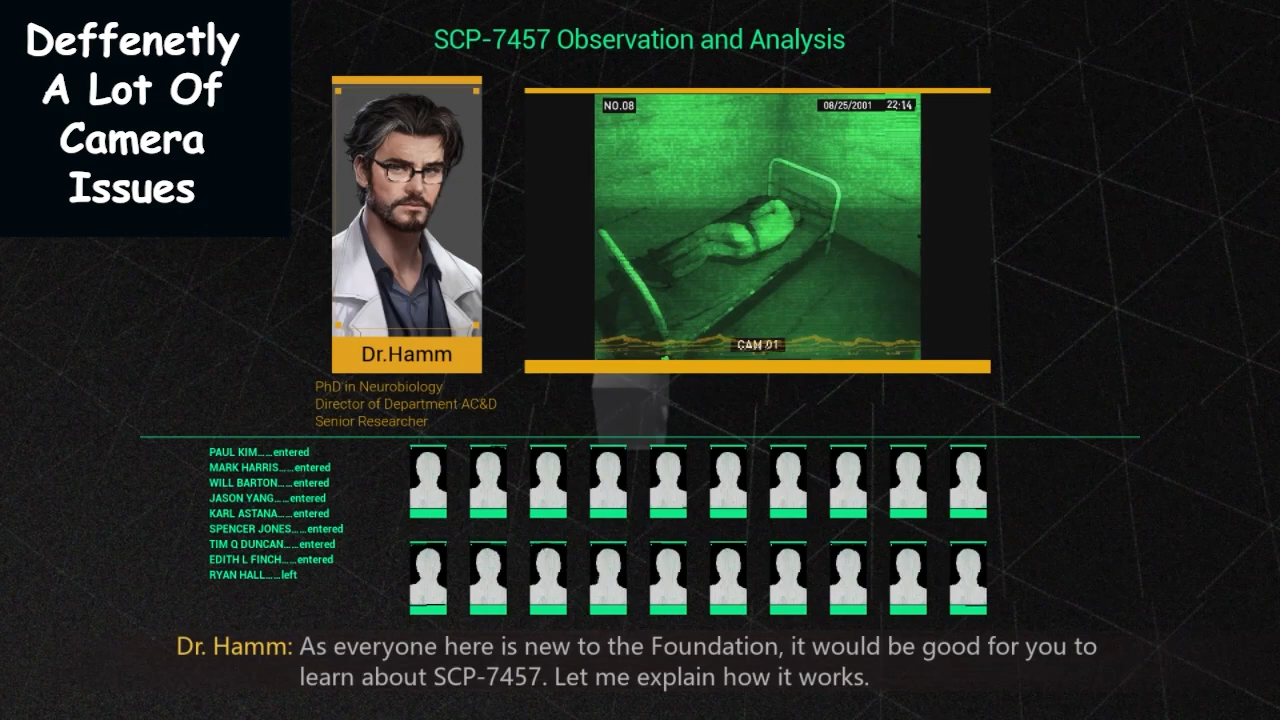 Deffenetly
A Lot Of
Camera
Issues
SCP-7457 Observation and Analysis
NO.08
08/25/2001 22:14
CAM 01
Dr.Hamm
PhD in Neurobiology
Director of Department AC&D
Senior Researcher
PAUL KIM......entered
MARK HARRIS......entered
WILL BARTON......entered
JASON YANG......entered
KARL ASTANA......entered
SPENCER JONES......entered
TIM Q DUNCAN......entered
EDITH L FINCH......entered
RYAN HALL......left
Dr. Hamm: As everyone here is new to the Foundation, it would be good for you to
learn about SCP-7457. Let me explain how it works.